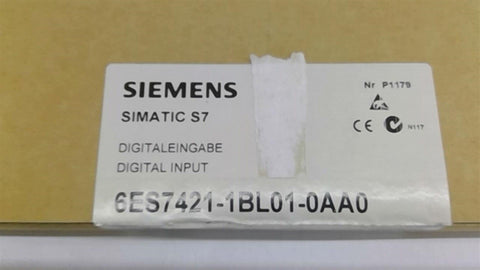 SIEMENS
Nr P1179
SIMATIC S7
CE N117
DIGITALEINGABE
DIGITAL INPUT
6ES7421-1BL01-0AA0